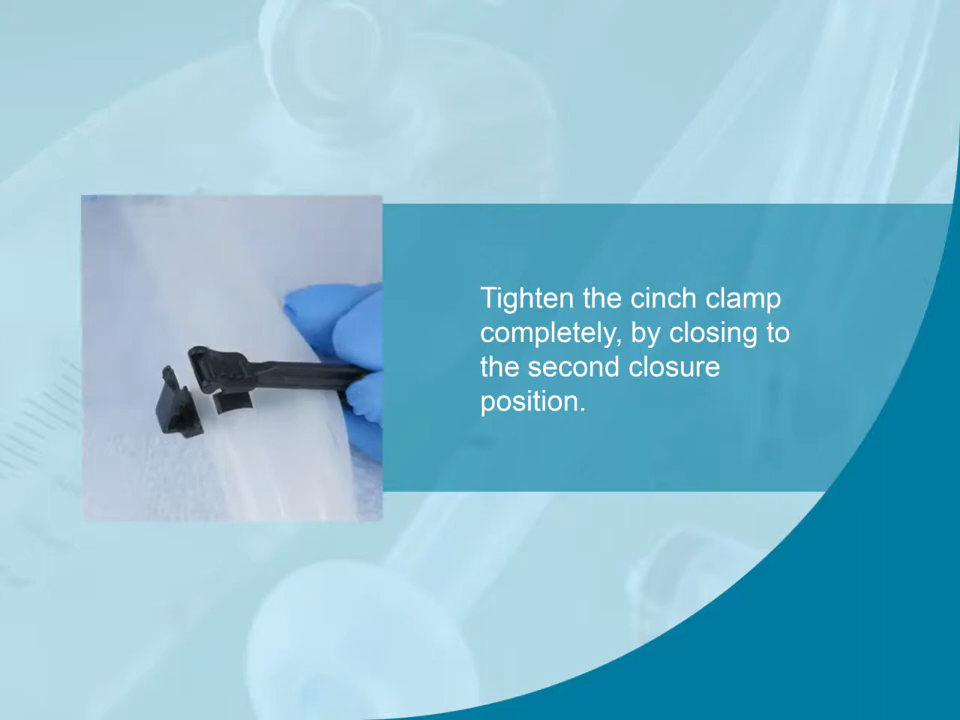 Tighten the cinch clamp
completely, by closing to
the second closure
position.